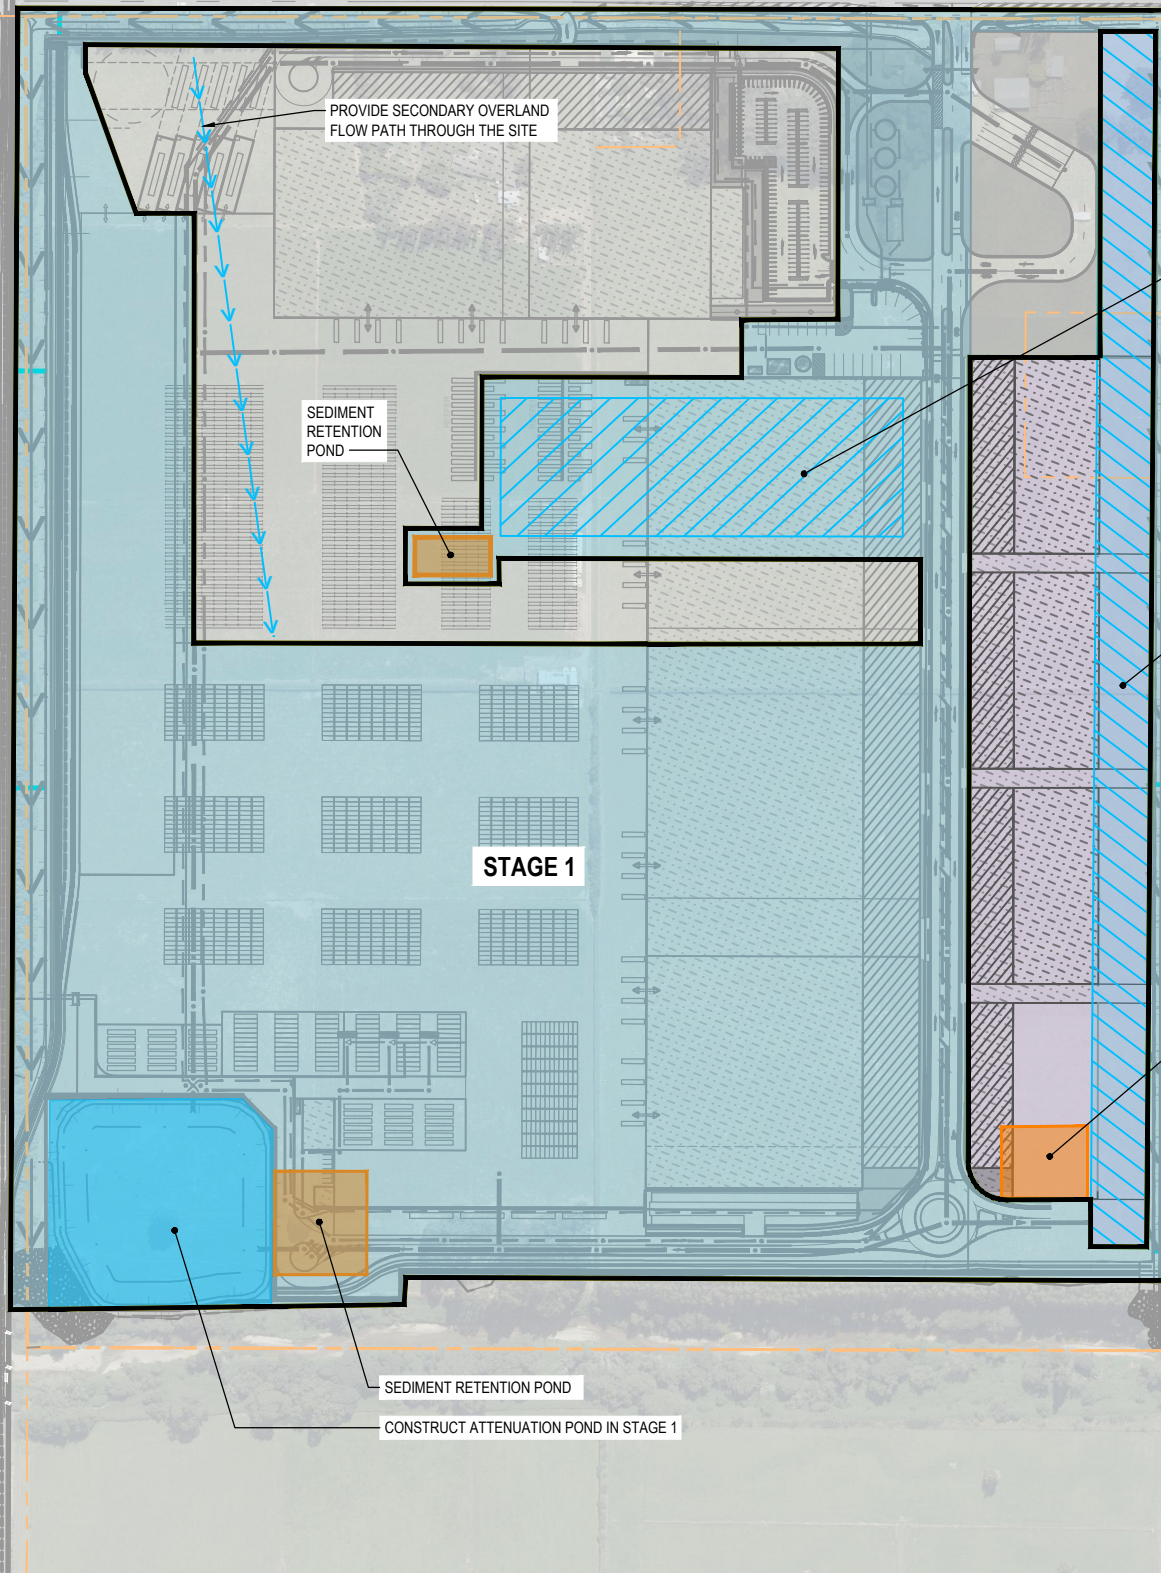 PROVIDE SECONDARY OVERLAND
FLOW PATH THROUGH THE SITE
SEDIMENT
RETENTION
POND
STAGE 1
SEDIMENT RETENTION POND
CONSTRUCT ATTENUATION POND IN STAGE 1